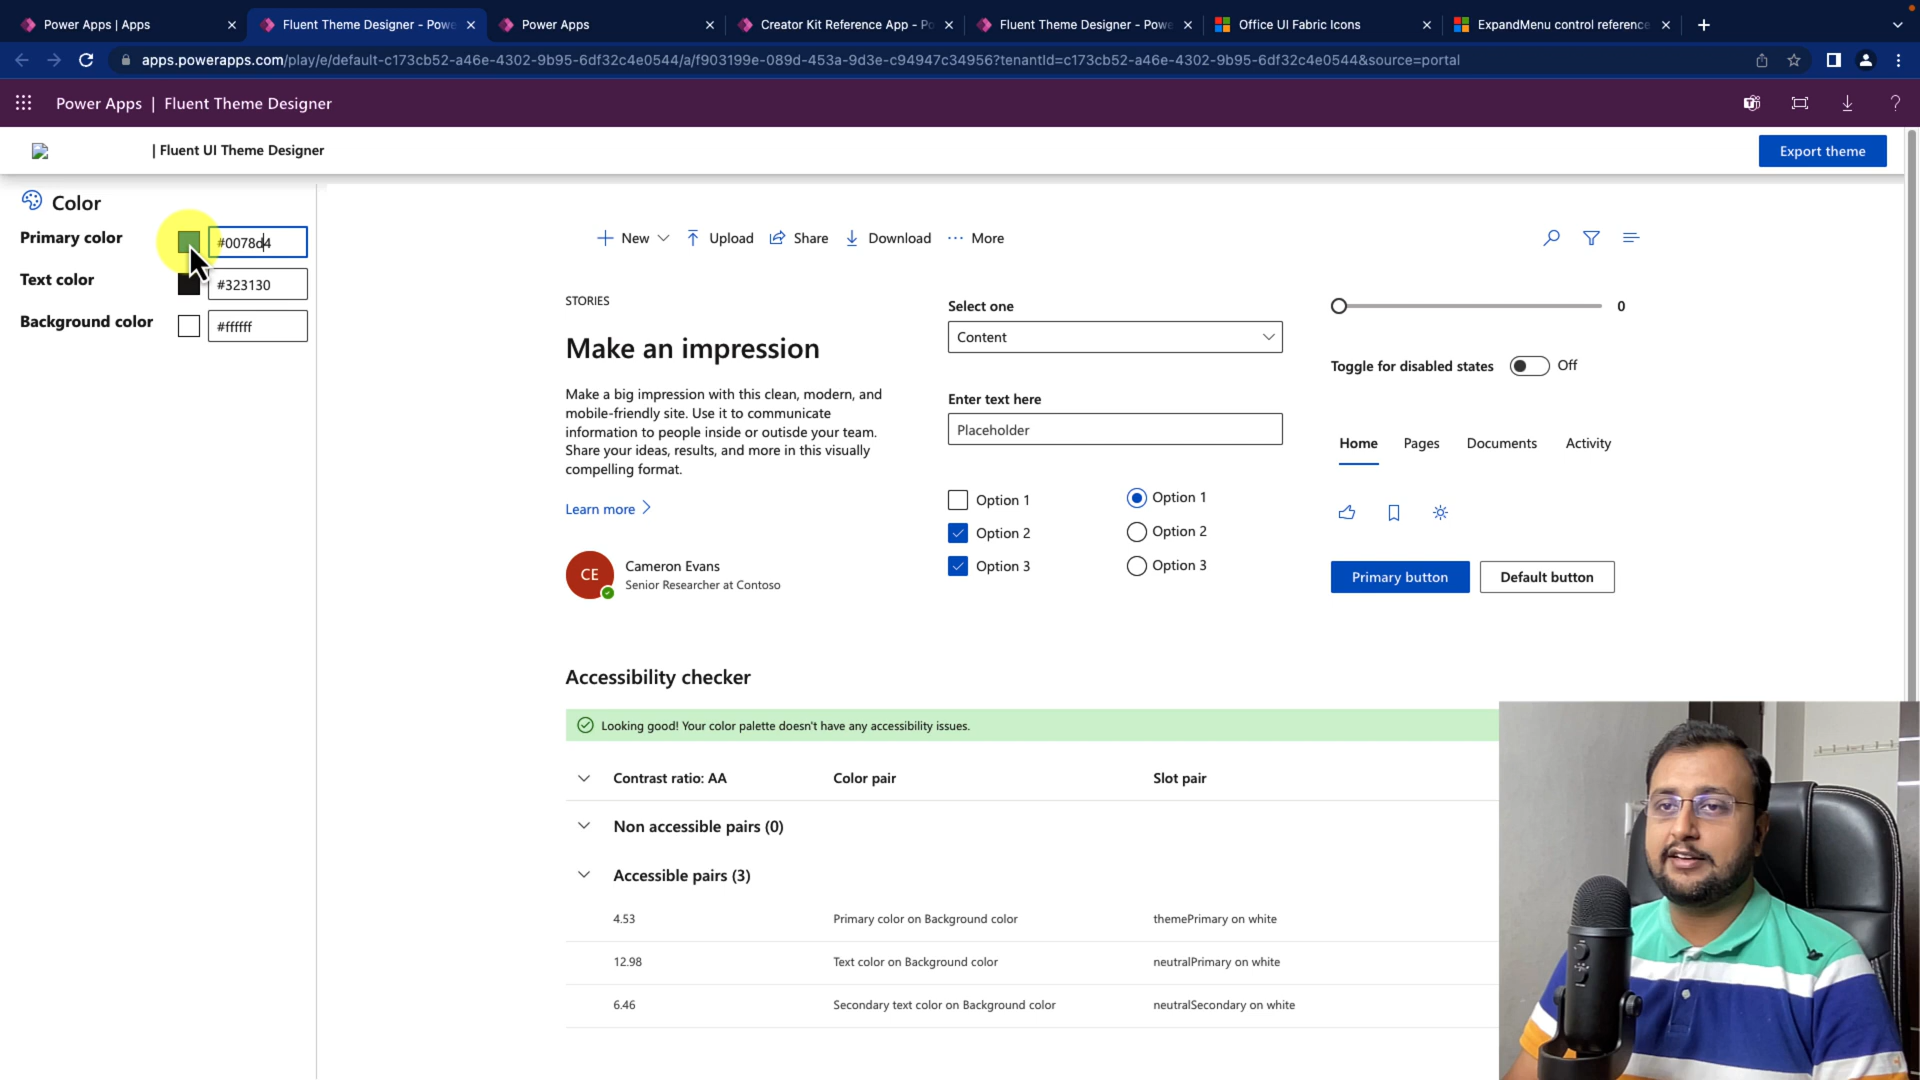 Power Apps | Apps
Fluent Theme Designer - Powe
Power Apps
Creator Kit Reference App - Po
Fluent Theme Designer - Powe
Office UI Fabric Icons
ExpandMenu control reference
apps.powerapps.com/play/e/default-c173cb52-a46e-4302-9b95-6df32c4e0544/a/f903199e-089d-453a-9d3e-c94947c34956?tenantId=c173cb52-a46e-4302-9b95-6df32c4e0544&source=portal
Power Apps | Fluent Theme Designer
| Fluent UI Theme Designer
Export theme
Color
Primary color
#0078d4
Text color
#323130
Background color
#ffffff
New
Upload
Share
Download
More
STORIES
Make an impression
Make a big impression with this clean, modern, and
mobile-friendly site. Use it to communicate
information to people inside or outisde your team.
Share your ideas, results, and more in this visually
compelling format.
Learn more
CE
Cameron Evans
Senior Researcher at Contoso
Select one
Content
Enter text here
Placeholder
Option 1
Option 2
Option 3
Option 1
Option 2
Option 3
0
Toggle for disabled states
Off
Home
Pages
Documents
Activity
Primary button
Default button
Accessibility checker
Looking good! Your color palette doesn't have any accessibility issues.
Contrast ratio: AA
Color pair
Slot pair
Non accessible pairs (0)
Accessible pairs (3)
4.53
Primary color on Background color
themePrimary on white
12.98
Text color on Background color
neutralPrimary on white
6.46
Secondary text color on Background color
neutralSecondary on white